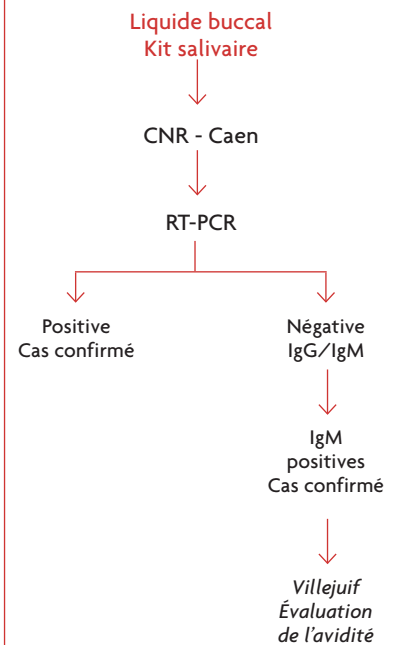 Liquide buccal
Kit salivaire
CNR - Caen
RT-PCR
Positive
Cas confirmé
Négative
IgG/IgM
IgM
positives
Cas confirmé
Villejuif
Évaluation
de l'avidité